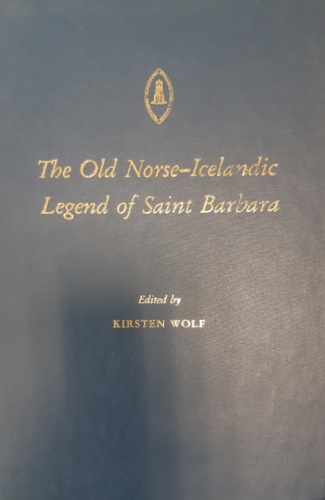 The Old Norse–Icelandic
Legend of Saint Barbara
Edited by
KIRSTEN WOLF